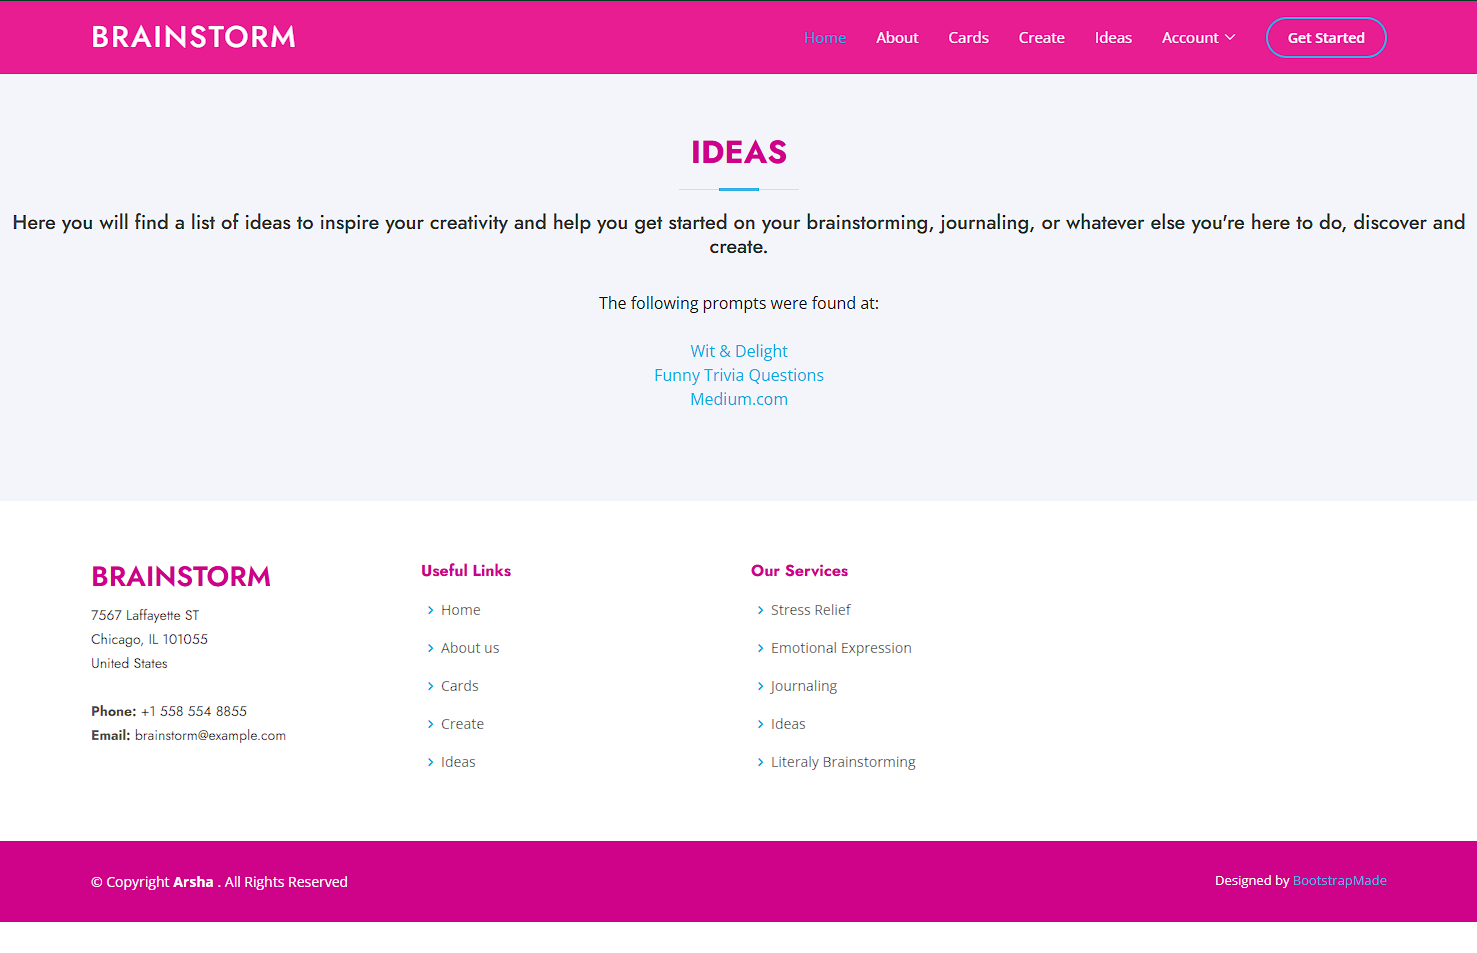 BRAINSTORM
Home About Cards Create Ideas Account Get Started
IDEAS
Here you will find a list of ideas to inspire your creativity and help you get started on your brainstorming, journaling, or whatever else you're here to do, discover and
create.
The following prompts were found at:
Wit & Delight
Funny Trivia Questions
Medium.com
BRAINSTORM
7567 Laffayette ST
Chicago, IL 101055
United States
Phone: +1 558 554 8855
Email: brainstorm@example.com
Useful Links
Home
About us
Cards
Create
Ideas
Our Services
Stress Relief
Emotional Expression
Journaling
Ideas
Literaly Brainstorming
© Copyright Arsha . All Rights Reserved
Designed by BootstrapMade